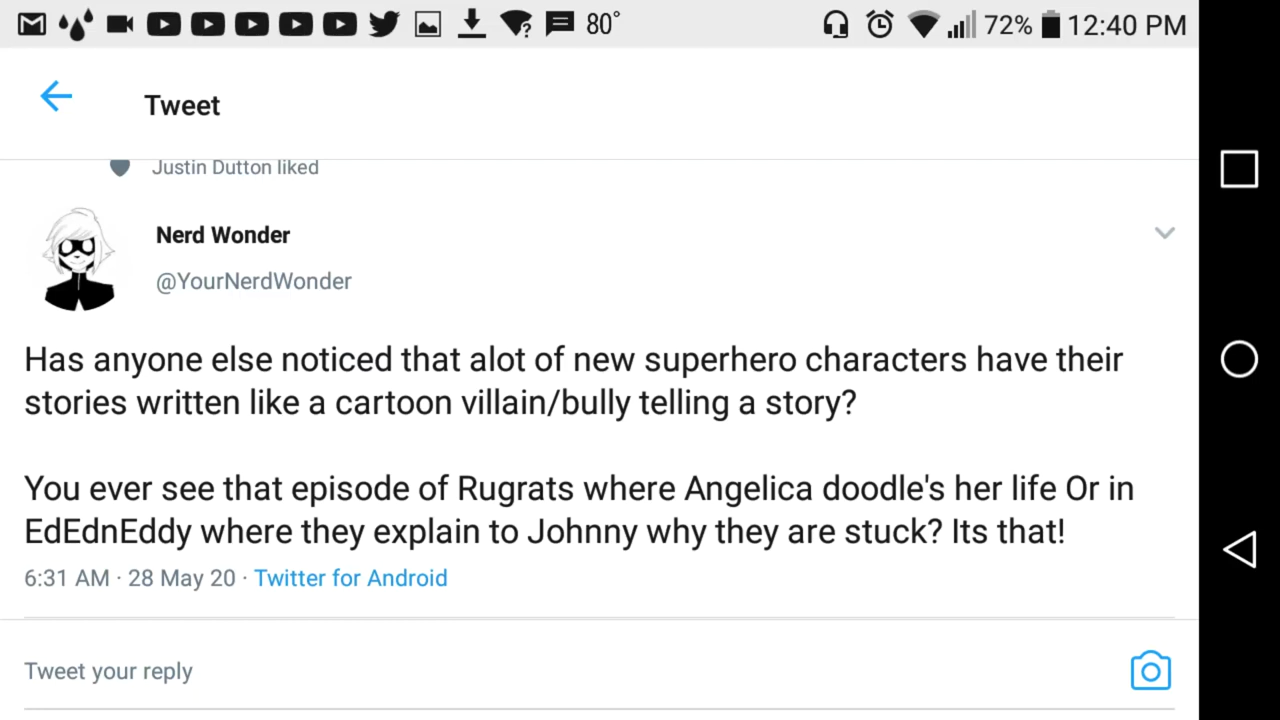 80° 72% 12:40 PM
Tweet
Justin Dutton liked
Nerd Wonder
@YourNerdWonder
Has anyone else noticed that alot of new superhero characters have their
stories written like a cartoon villain/bully telling a story?
You ever see that episode of Rugrats where Angelica doodle's her life Or in
EdEdnEddy where they explain to Johnny why they are stuck? Its that!
6:31 AM · 28 May 20 · Twitter for Android
Tweet your reply